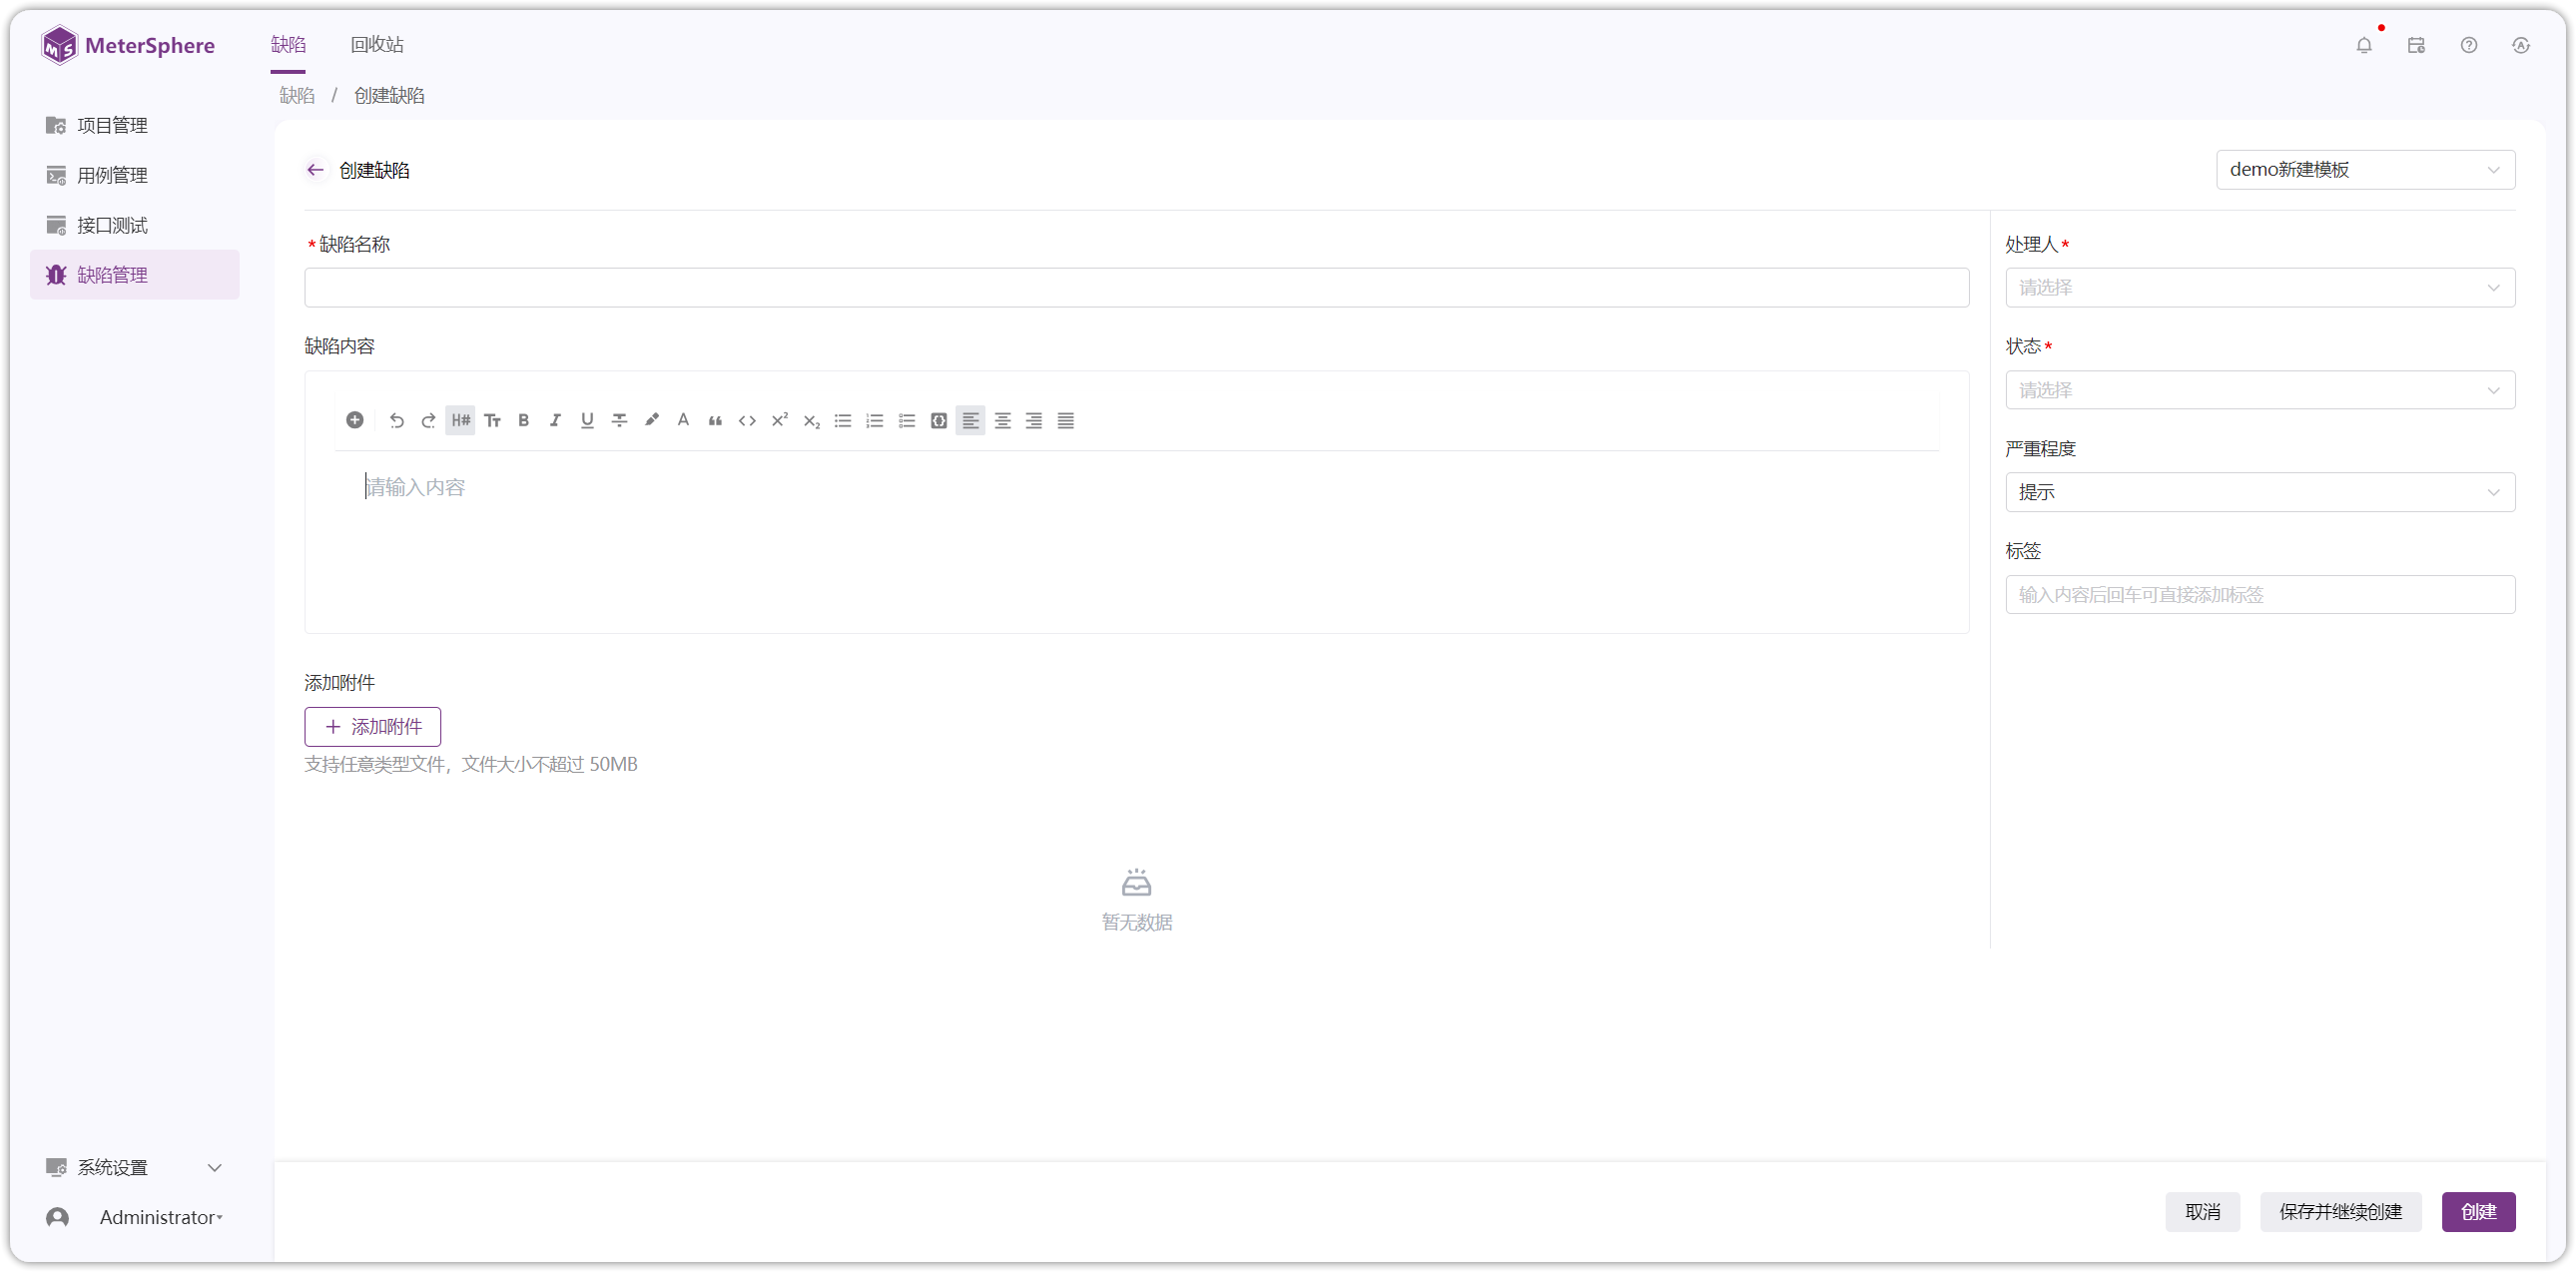 MeterSphere
缺陷
回收站
缺陷 / 创建缺陷
项目管理
用例管理
接口测试
缺陷管理
创建缺陷
demo新建模板
* 缺陷名称
缺陷内容
请输入内容
添加附件
添加附件
支持任意类型文件，文件大小不超过 50MB
暂无数据
处理人 *
请选择
状态 *
请选择
严重程度
提示
标签
输入内容后回车可直接添加标签
系统设置
Administrator
取消
保存并继续创建
创建